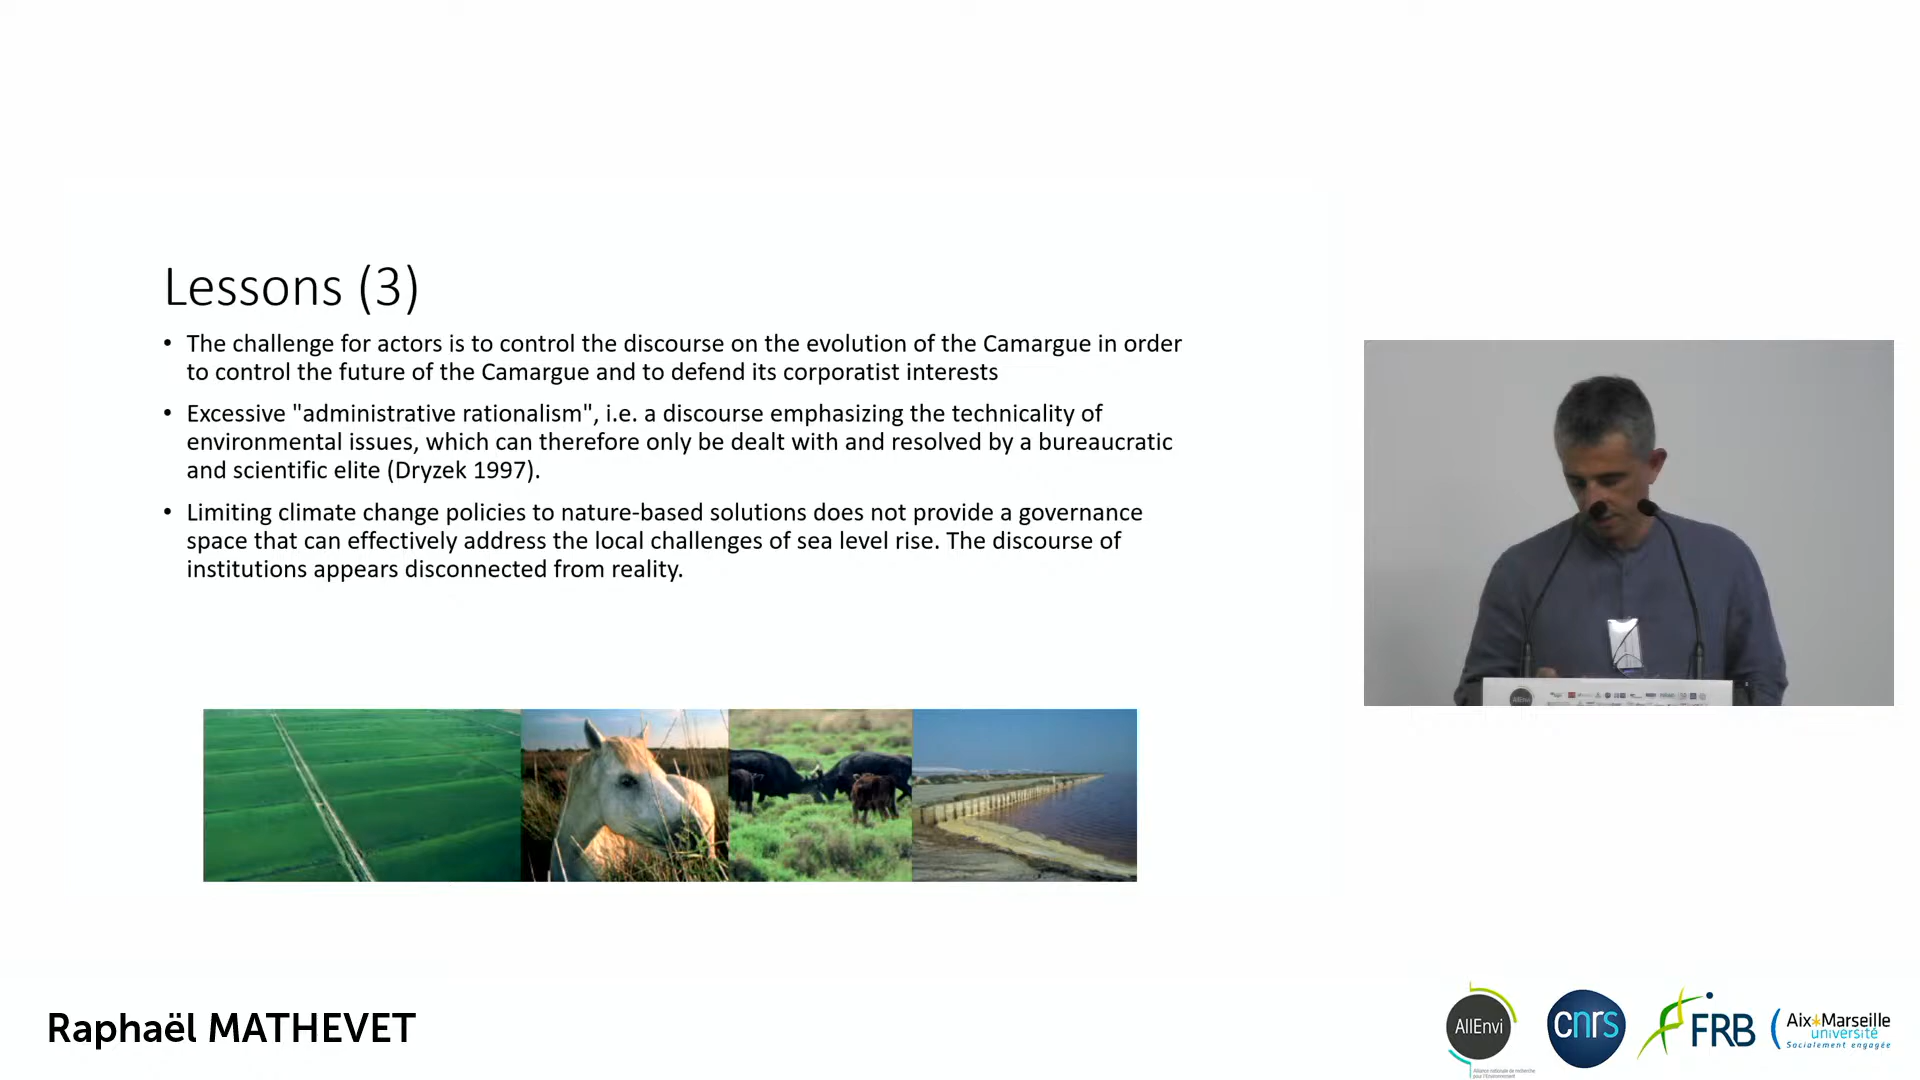 Lessons (3)
• The challenge for actors is to control the discourse on the evolution of the Camargue in order
to control the future of the Camargue and to defend its corporatist interests
• Excessive "administrative rationalism", i.e. a discourse emphasizing the technicality of
environmental issues, which can therefore only be dealt with and resolved by a bureaucratic
and scientific elite (Dryzek 1997).
• Limiting climate change policies to nature-based solutions does not provide a governance
space that can effectively address the local challenges of sea level rise. The discourse of
institutions appears disconnected from reality.
AllEnvi
Raphaël MATHEVET
AllEnvi
Alliance nationale de recherche
pour l'Environnement
cnrs
FRB
Aix*Marseille
université
Socialement engagée